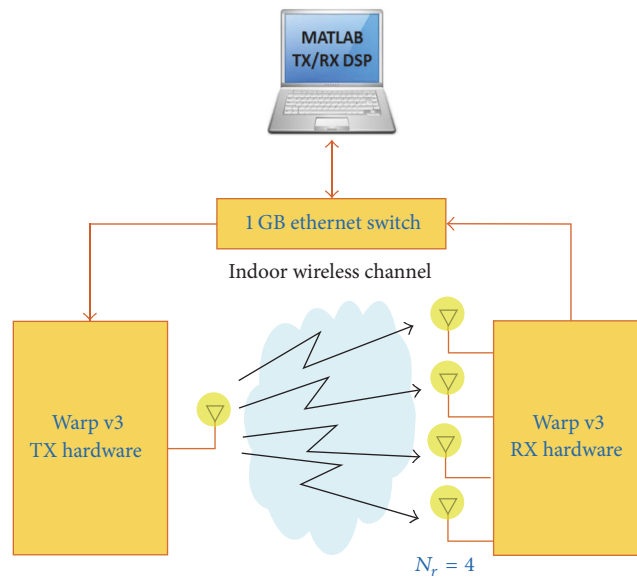 MATLAB
TX/RX DSP
1 GB ethernet switch
Indoor wireless channel
Warp v3
TX hardware
Warp v3
RX hardware
N_r = 4